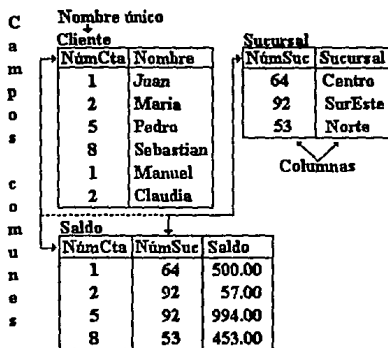 Campos comunes
Nombre único
Cliente
NúmCta Nombre
1 Juan
2 Maria
5 Pedro
8 Sebastian
1 Manuel
2 Claudia
Sucursal
NúmSuc Sucursal
64 Centro
92 SurEste
53 Norte
Columnas
Saldo
NúmCta NúmSuc Saldo
1 64 500.00
2 92 57.00
5 92 994.00
8 53 453.00